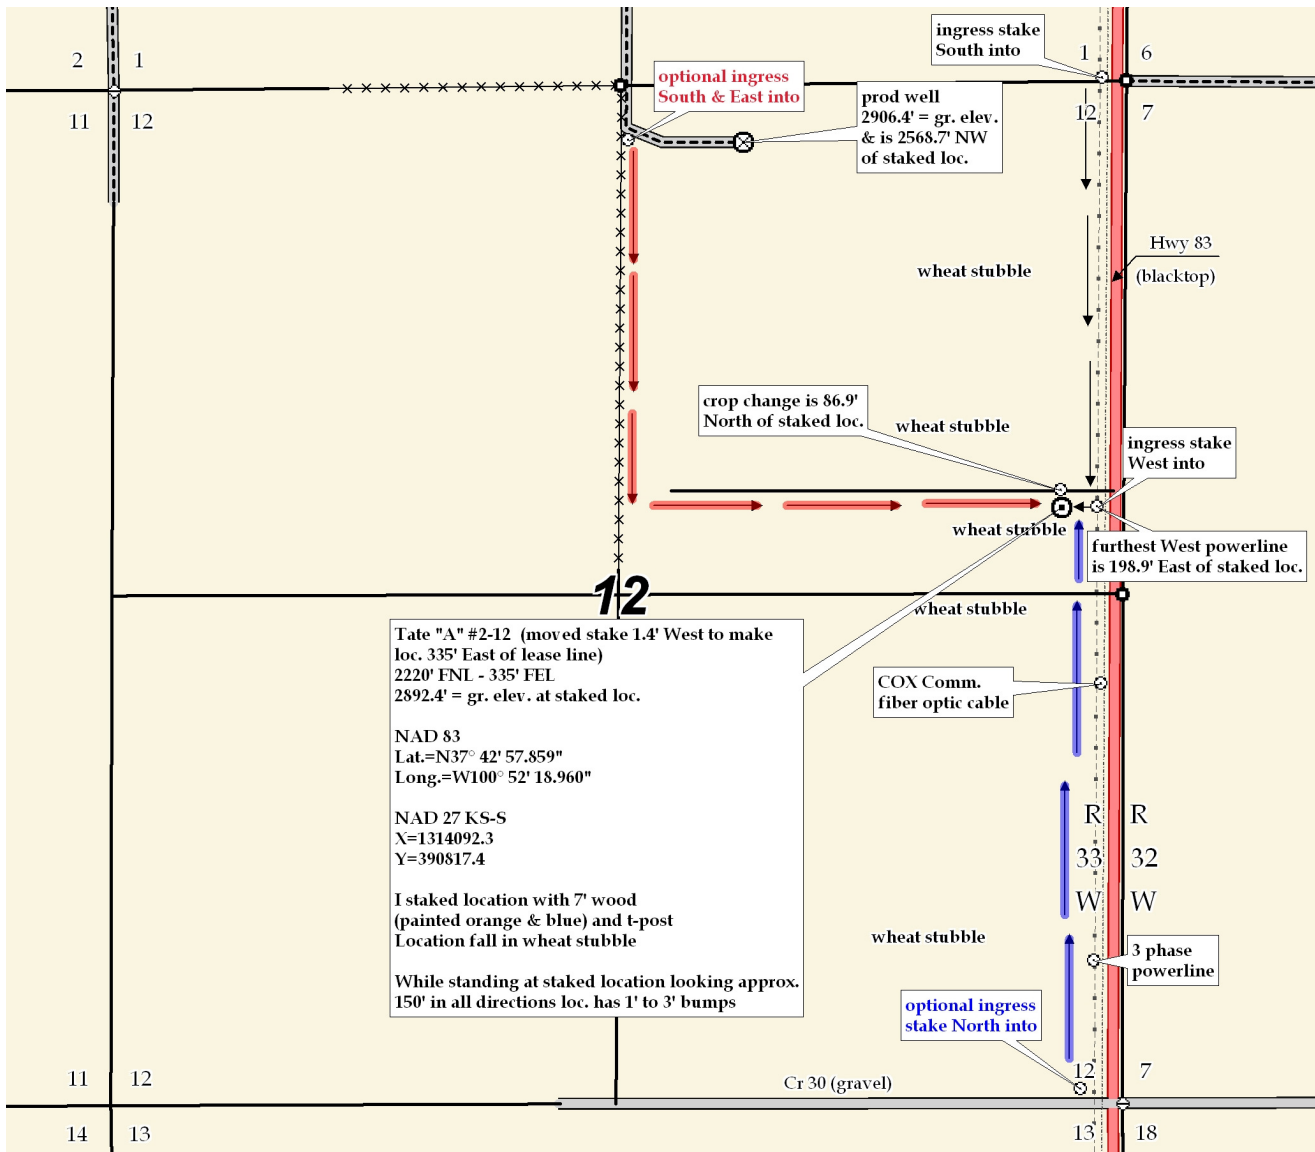 ingress stake
South into
2 1
1 6
11 12
12 7
optional ingress
South & East into
prod well
2906.4' = gr. elev.
& is 2568.7' NW
of staked loc.
Hwy 83
(blacktop)
wheat stubble
crop change is 86.9'
North of staked loc.
wheat stubble
ingress stake
West into
wheat stubble
furthest West powerline
is 198.9' East of staked loc.
12
wheat stubble
Tate "A" #2-12 (moved stake 1.4' West to make
loc. 335' East of lease line)
2220' FNL - 335' FEL
2892.4' = gr. elev. at staked loc.
NAD 83
Lat.=N37° 42' 57.859"
Long.=W100° 52' 18.960"
NAD 27 KS-S
X=1314092.3
Y=390817.4
I staked location with 7' wood
(painted orange & blue) and t-post
Location fall in wheat stubble
While standing at staked location looking approx.
150' in all directions loc. has 1' to 3' bumps
COX Comm.
fiber optic cable
R R
33 32
W W
wheat stubble
3 phase
powerline
optional ingress
stake North into
11 12
12 7
Cr 30 (gravel)
14 13
13 18